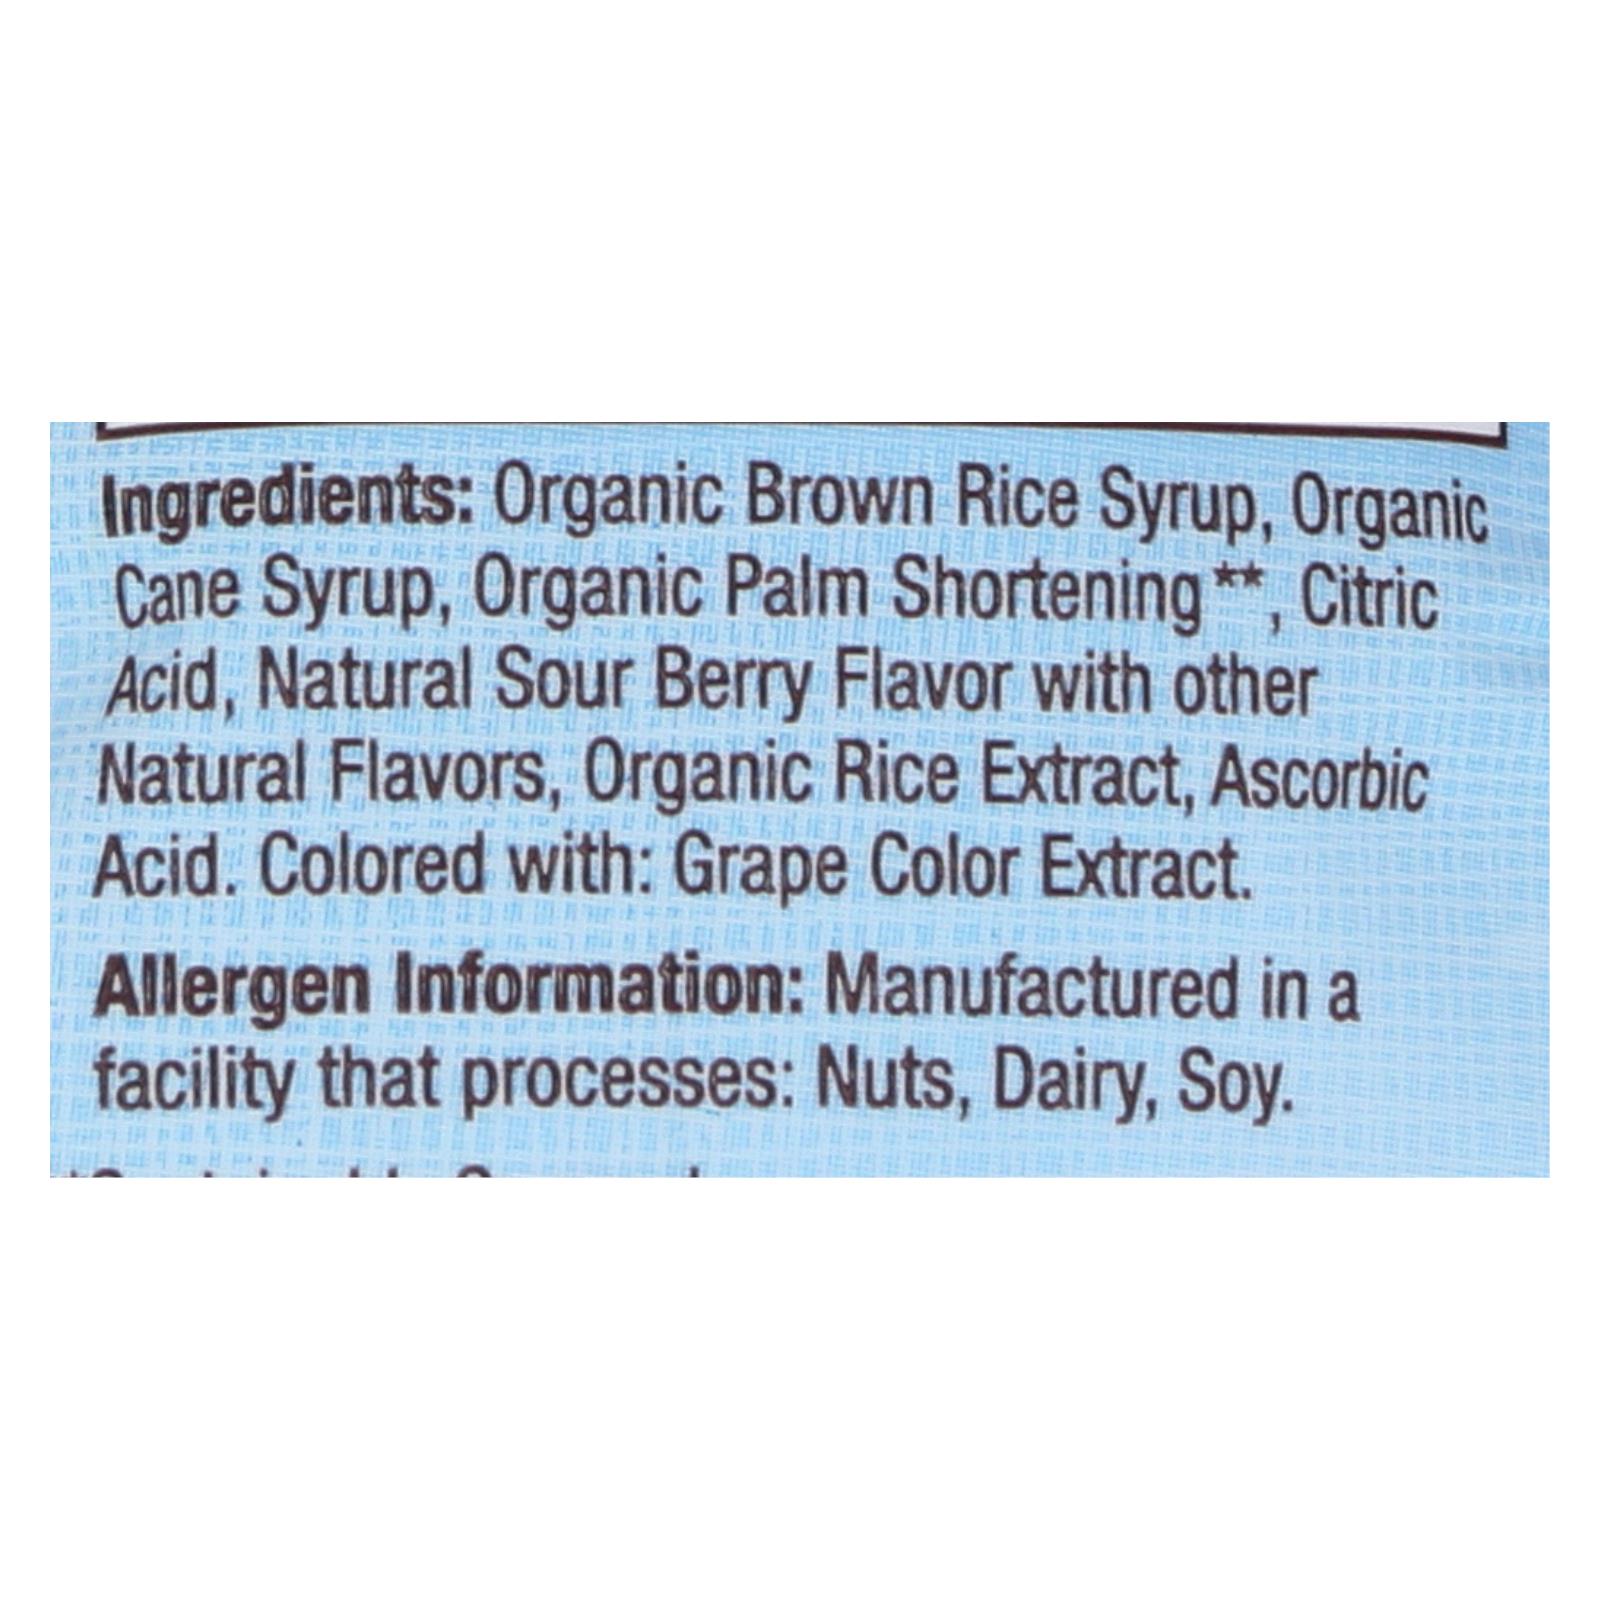 Ingredients: Organic Brown Rice Syrup, Organic
Cane Syrup, Organic Palm Shortening**, Citric
Acid, Natural Sour Berry Flavor with other
Natural Flavors, Organic Rice Extract, Ascorbic
Acid. Colored with: Grape Color Extract.
Allergen Information: Manufactured in a
facility that processes: Nuts, Dairy, Soy.